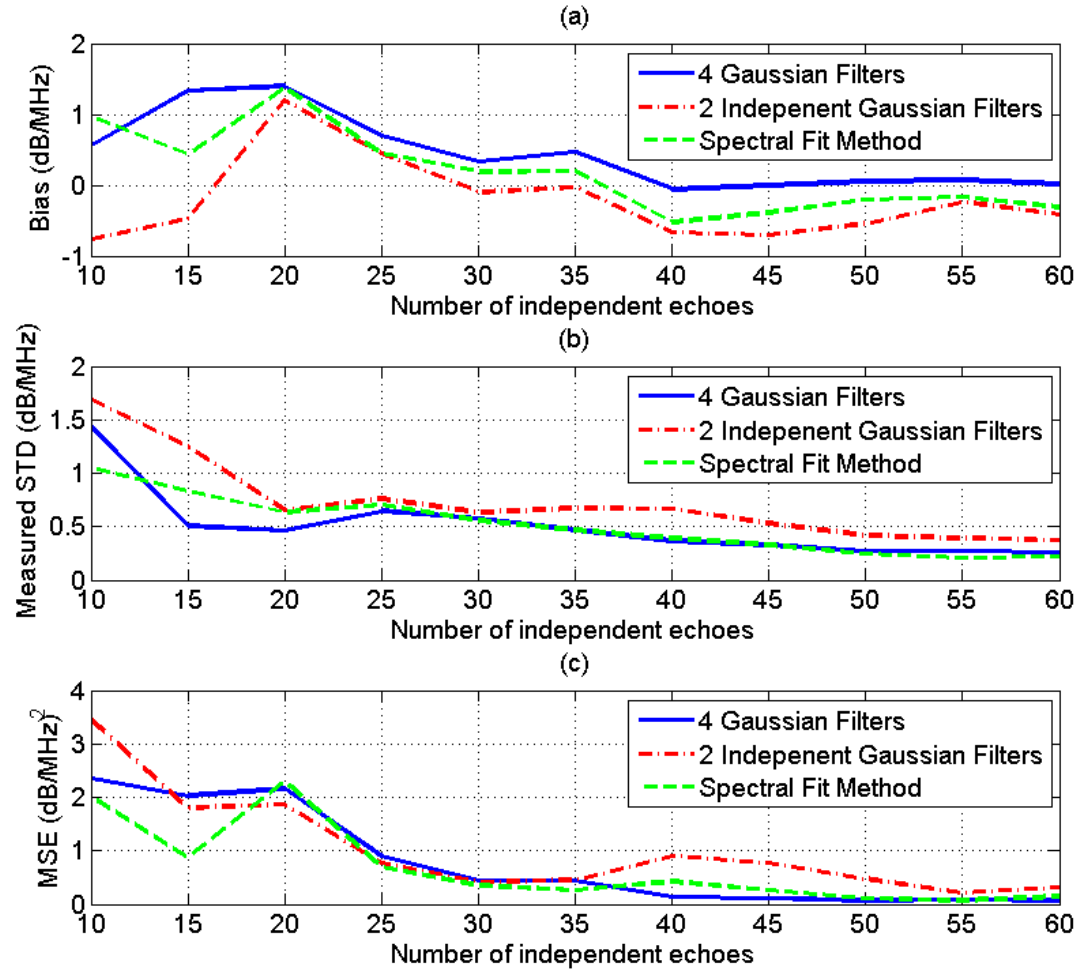 (a)
Bias (dB/MHz)
2
1
0
-1
4 Gaussian Filters
2 Indepenent Gaussian Filters
Spectral Fit Method
10 15 20 25 30 35 40 45 50 55 60
Number of independent echoes
(b)
Measured STD (dB/MHz)
2
1.5
1
0.5
0
4 Gaussian Filters
2 Indepenent Gaussian Filters
Spectral Fit Method
10 15 20 25 30 35 40 45 50 55 60
Number of independent echoes
(c)
MSE (dB/MHz)²
4
3
2
1
0
4 Gaussian Filters
2 Indepenent Gaussian Filters
Spectral Fit Method
10 15 20 25 30 35 40 45 50 55 60
Number of independent echoes